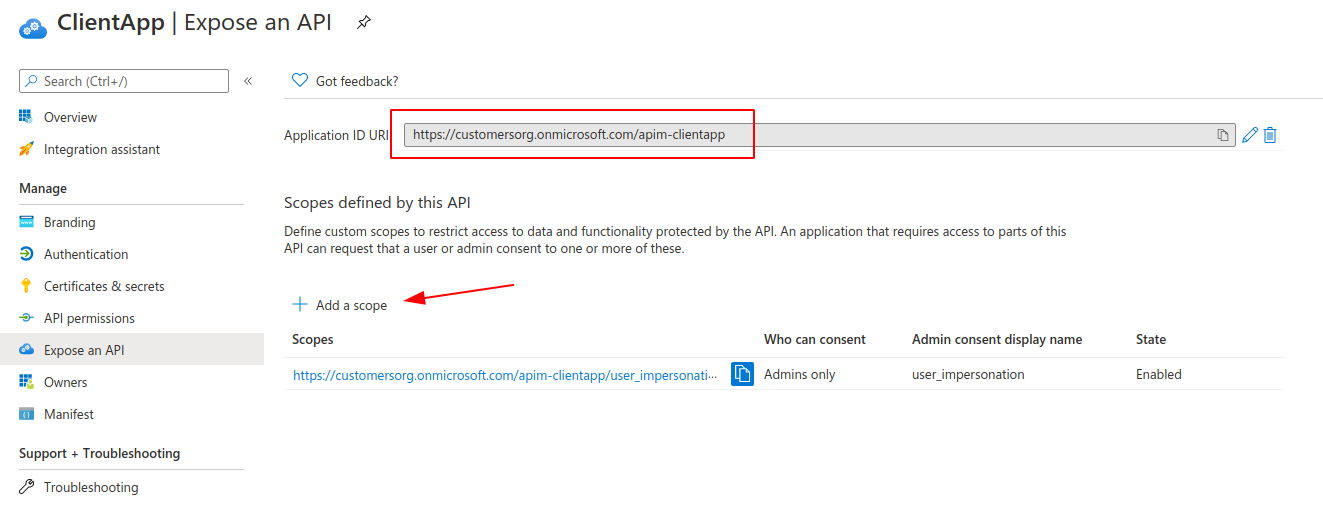 ClientApp | Expose an API
Search (Ctrl+/)
«
Overview
Integration assistant
Manage
Branding
Authentication
Certificates & secrets
API permissions
Expose an API
Owners
Manifest
Support + Troubleshooting
Troubleshooting
Got feedback?
Application ID URI https://customersorg.onmicrosoft.com/apim-clientapp
Scopes defined by this API
Define custom scopes to restrict access to data and functionality protected by the API. An application that requires access to parts of this
API can request that a user or admin consent to one or more of these.
Add a scope
Scopes Who can consent Admin consent display name State
https://customersorg.onmicrosoft.com/apim-clientapp/user_impersonati... Admins only user_impersonation Enabled